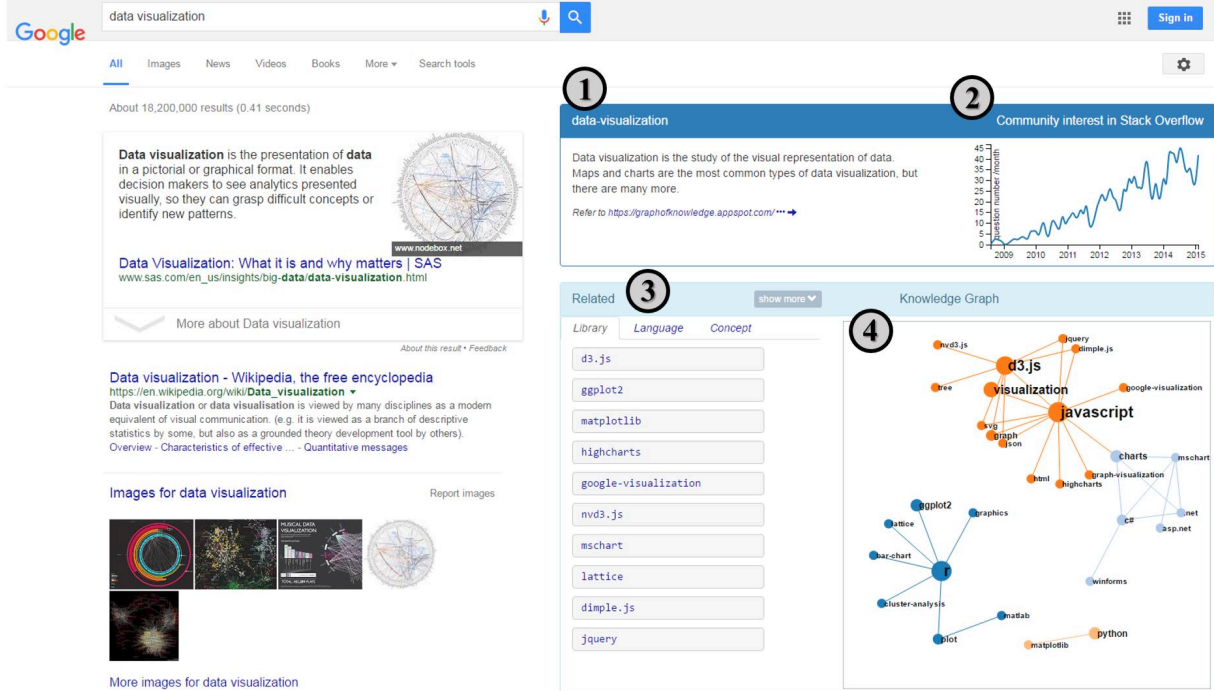 Google
data visualization
Sign in
All Images News Videos Books More Search tools
About 18,200,000 results (0.41 seconds)
Data visualization is the presentation of data
in a pictorial or graphical format. It enables
decision makers to see analytics presented
visually, so they can grasp difficult concepts or
identify new patterns.
www.nodebox.net
Data Visualization: What it is and why matters | SAS
www.sas.com/en_us/insights/big-data/data-visualization.html
More about Data visualization
About this result • Feedback
Data visualization - Wikipedia, the free encyclopedia
https://en.wikipedia.org/wiki/Data_visualization
Data visualization or data visualisation is viewed by many disciplines as a modern
equivalent of visual communication. (e.g. it is viewed as a branch of descriptive
statistics by some, but also as a grounded theory development tool by others).
Overview - Characteristics of effective ... - Quantitative messages
Images for data visualization
Report images
MUSICAL DATA
VISUALIZATION
More images for data visualization
1
data-visualization
2
Community interest in Stack Overflow
Data visualization is the study of the visual representation of data.
Maps and charts are the most common types of data visualization, but
there are many more.
Refer to https://graphofknowledge.appspot.com/ •••
question number /month
45
40
35
30
25
20
15
10
5
0
2009 2010 2011 2012 2013 2014 2015
Related
3
show more
Library Language Concept
d3.js
ggplot2
matplotlib
highcharts
google-visualization
nvd3.js
mschart
lattice
dimple.js
jquery
Knowledge Graph
4
jquery
nvd3.js
dimple.js
d3.js
tree
visualization
google-visualization
javascript
svg
graph
json
charts
mschart
html
graph-visualization
highcharts
ggplot2
graphics
.net
lattice
c#
asp.net
bar-chart
r
winforms
cluster-analysis
matlab
plot
python
matplotlib